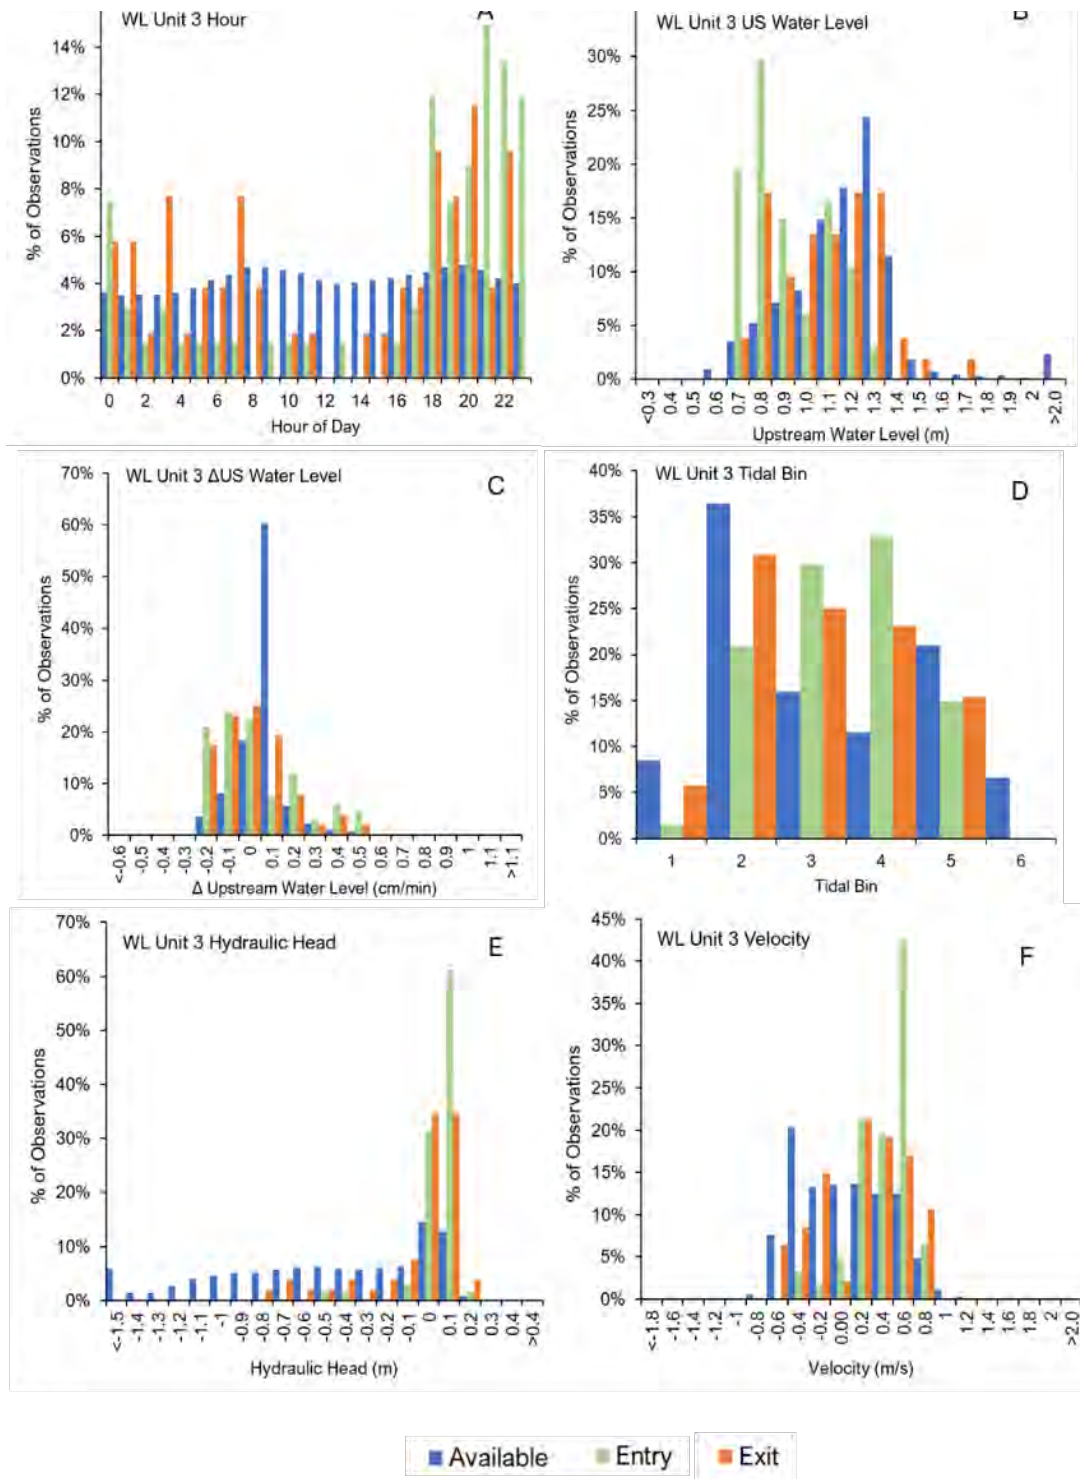 WL Unit 3 Hour
A
14%
12%
10%
8%
6%
4%
2%
0%
% of Observations
0 2 4 6 8 10 12 14 16 18 20 22
Hour of Day
WL Unit 3 US Water Level
B
30%
25%
20%
15%
10%
5%
0%
% of Observations
<0.3 0.4 0.5 0.6 0.7 0.8 0.9 1.0 1.1 1.2 1.3 1.4 1.5 1.6 1.7 1.8 1.9 2 >2.0
Upstream Water Level (m)
WL Unit 3 ΔUS Water Level
C
70%
60%
50%
40%
30%
20%
10%
0%
% of Observations
<-0.6 -0.5 -0.4 -0.3 -0.2 -0.1 0 0.1 0.2 0.3 0.4 0.5 0.6 0.7 0.8 0.9 1 1.1 >1.1
Δ Upstream Water Level (cm/min)
WL Unit 3 Tidal Bin
D
40%
35%
30%
25%
20%
15%
10%
5%
0%
% of Observations
1 2 3 4 5 6
Tidal Bin
WL Unit 3 Hydraulic Head
E
70%
60%
50%
40%
30%
20%
10%
0%
% of Observations
<-1.5 -1.4 -1.3 -1.2 -1.1 -1 -0.9 -0.8 -0.7 -0.6 -0.5 -0.4 -0.3 -0.2 -0.1 0 0.1 0.2 0.3 0.4 >0.4
Hydraulic Head (m)
WL Unit 3 Velocity
F
45%
40%
35%
30%
25%
20%
15%
10%
5%
0%
% of Observations
<-1.8 -1.6 -1.4 -1.2 -1 -0.8 -0.6 -0.4 -0.2 0.00 0.2 0.4 0.6 0.8 1 1.2 1.4 1.6 1.8 2 >2.0
Velocity (m/s)
Available Entry Exit